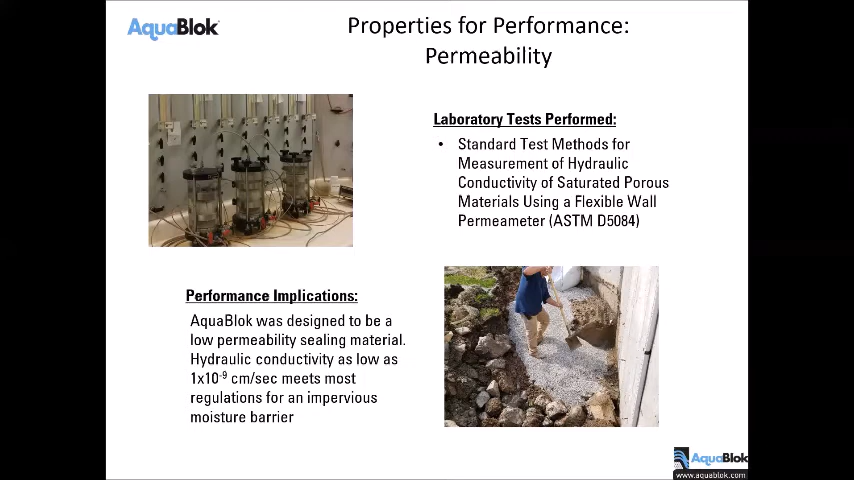 AquaBlok
Properties for Performance:
Permeability
Laboratory Tests Performed:
• Standard Test Methods for
Measurement of Hydraulic
Conductivity of Saturated Porous
Materials Using a Flexible Wall
Permeameter (ASTM D5084)
Performance Implications:
AquaBlok was designed to be a
low permeability sealing material.
Hydraulic conductivity as low as
1x10⁻⁹ cm/sec meets most
regulations for an impervious
moisture barrier
AquaBlok
www.aquablok.com